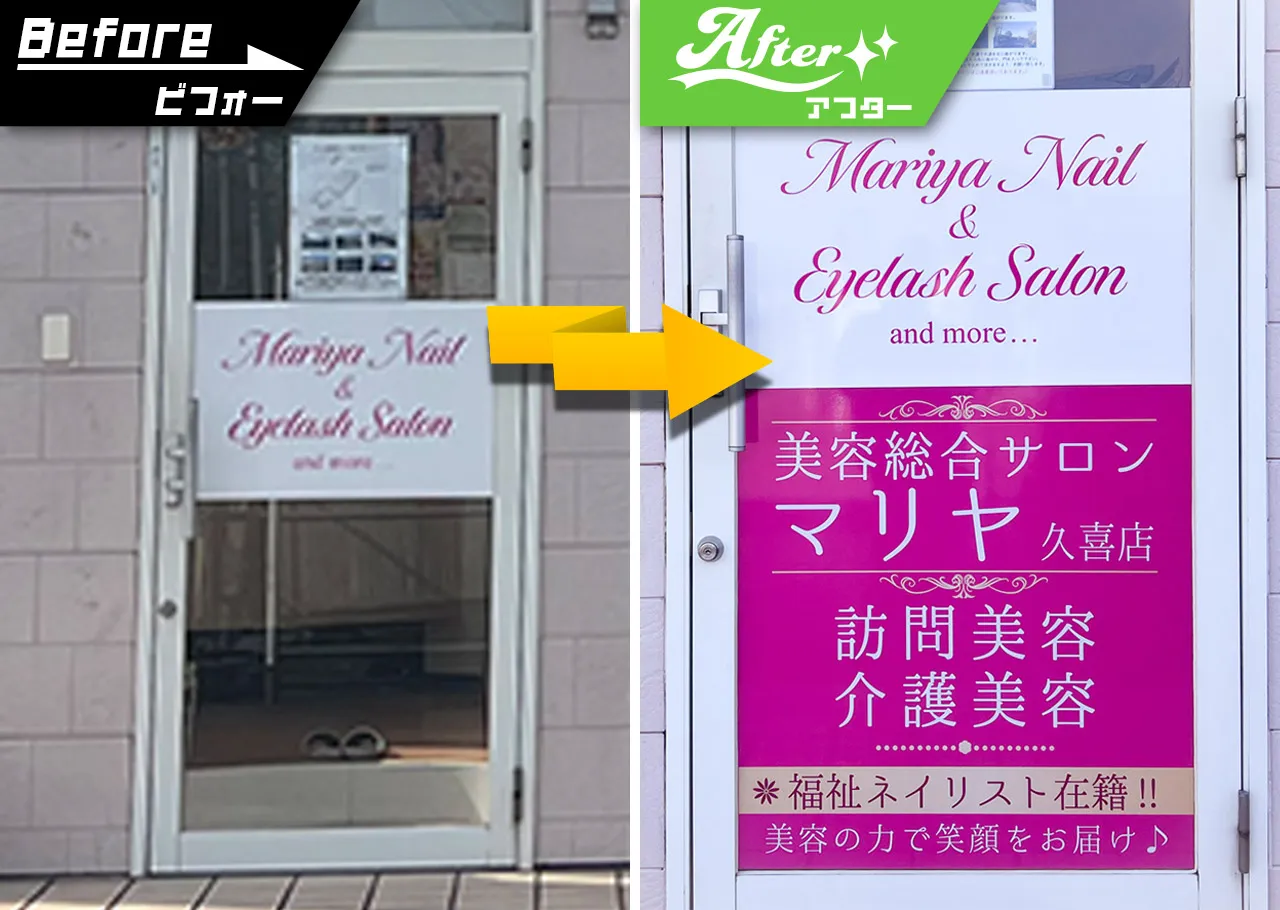 Before
ビフォー
Mariya Nail
&
Eyelash Salon
and more...
After
アフター
Mariya Nail
&
Eyelash Salon
and more...
美容総合サロン
マリヤ 久喜店
訪問美容
介護美容
福祉ネイリスト在籍!!
美容の力で笑顔をお届け♪